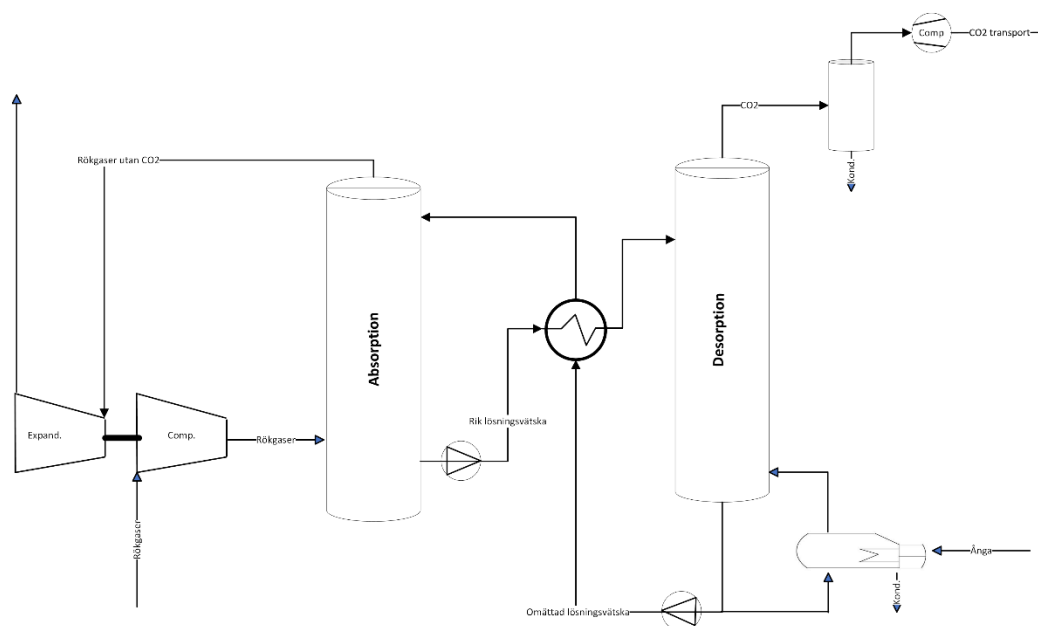 Comp
CO2 transport
CO2
Rökgaser utan CO2
Kond.
Absorption
Desorption
Rik lösningsvätska
Expand.
Comp.
Rökgaser
Rökgaser
Ånga
Kond.
Omättad lösningsvätska